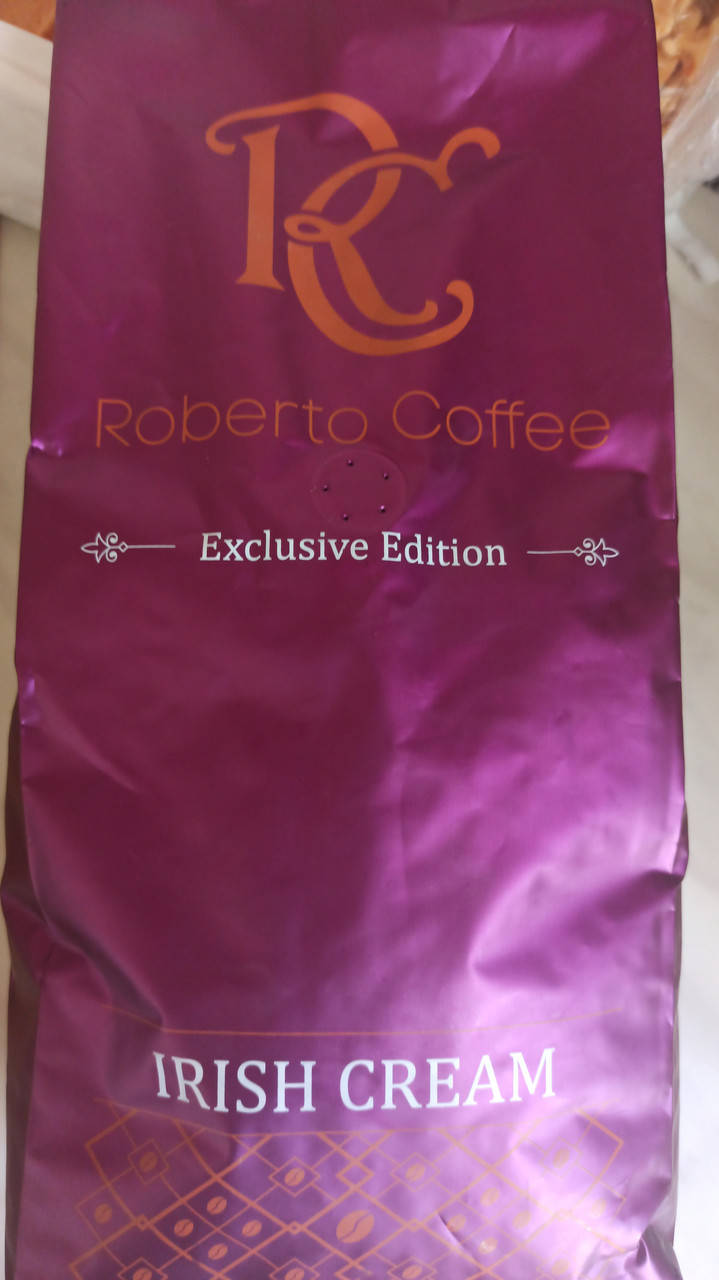 RC
Roberto Coffee
Exclusive Edition
IRISH CREAM